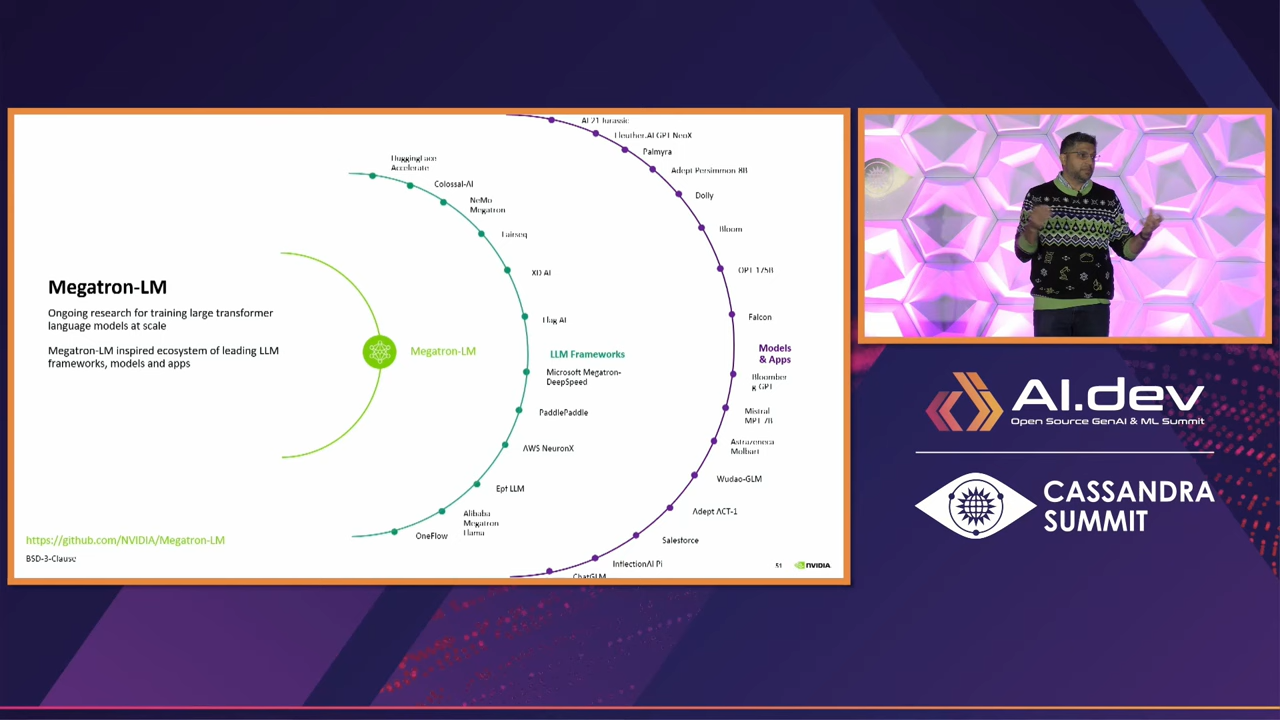 Megatron-LM
Ongoing research for training large transformer
language models at scale
Megatron-LM inspired ecosystem of leading LLM
frameworks, models and apps
https://github.com/NVIDIA/Megatron-LM
BSD-3-Clause
Megatron-LM
HuggingFace
Accelerate
Colossal-AI
NeMo
Megatron
Fairseq
XD AI
Flag AI
LLM Frameworks
Microsoft Megatron-
DeepSpeed
PaddlePaddle
AWS NeuronX
Ept LLM
Alibaba
Megatron
Llama
OneFlow
AI 21 Jurassic
Eleuther.AI GPT NeoX
Palmyra
Adept Persimmon 8B
Dolly
Bloom
OPT 175B
Falcon
Models
& Apps
Bloomber
g GPT
Mistral
MPT 7B
Astrazeneca
Molbart
Wudao-GLM
Adept ACT-1
Salesforce
InflectionAI Pi
ChatGLM
51
NVIDIA
AI.dev
Open Source GenAI & ML Summit
CASSANDRA
SUMMIT